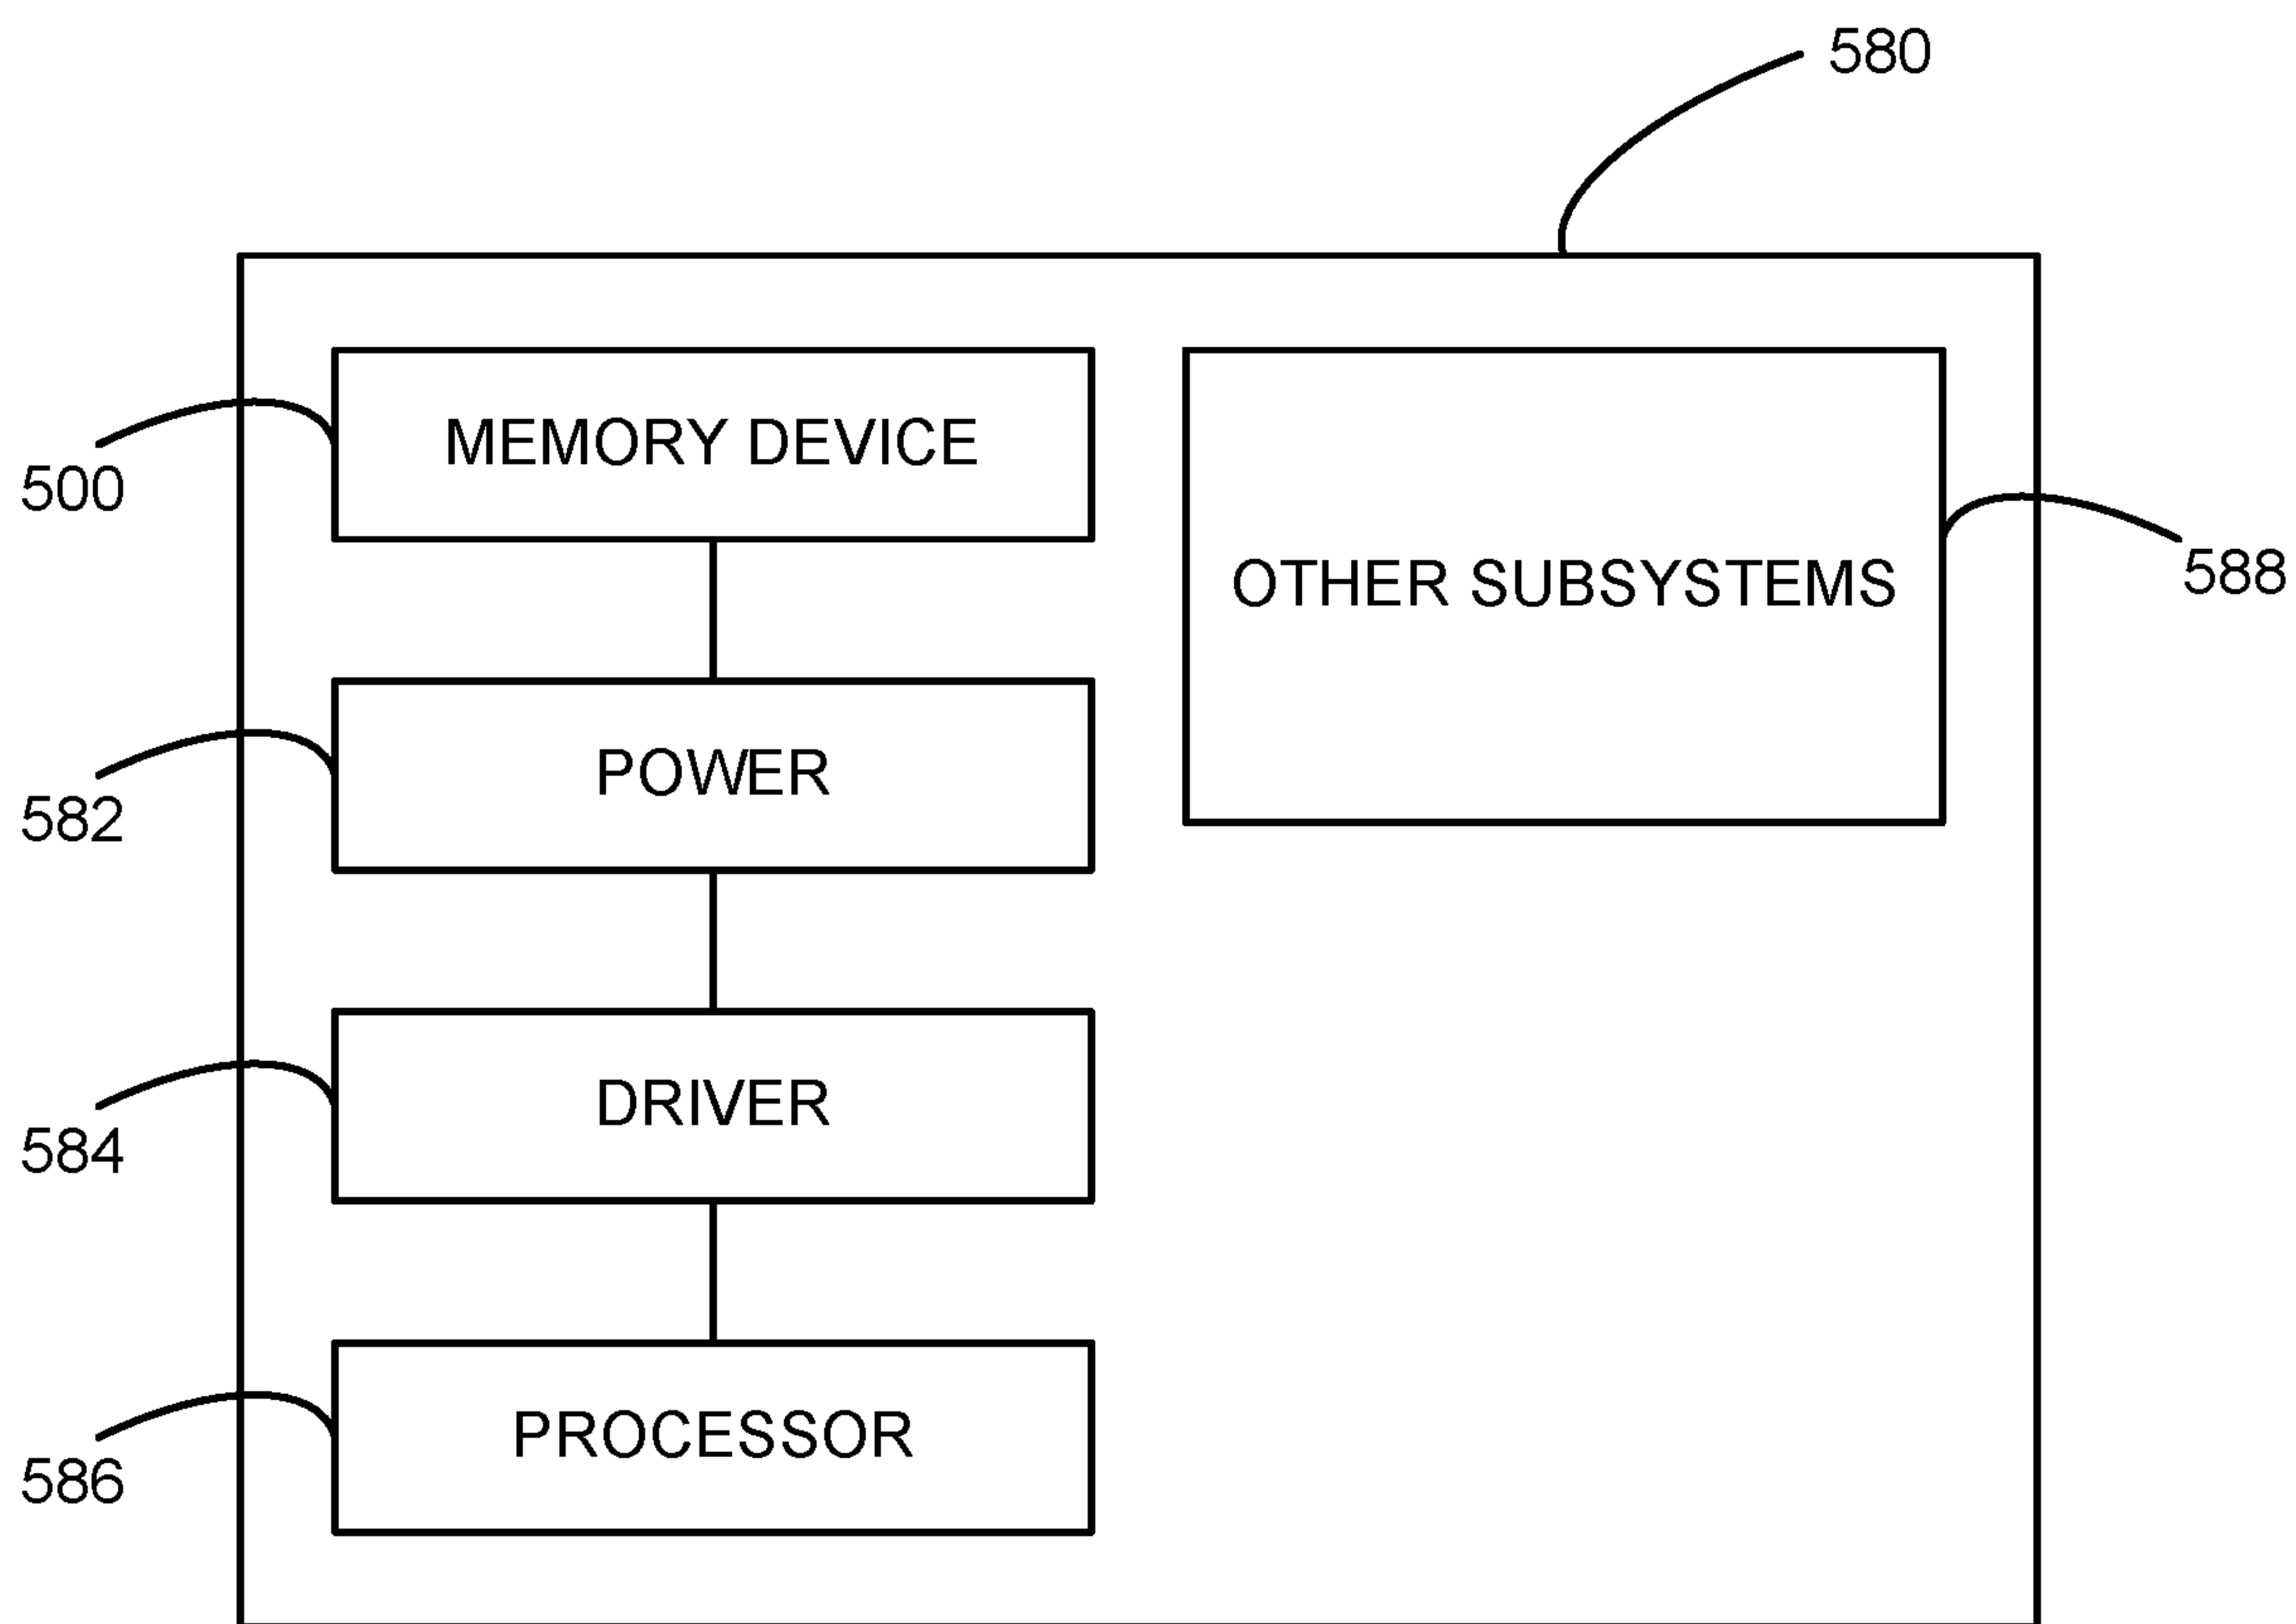 580
MEMORY DEVICE
500
OTHER SUBSYSTEMS
588
POWER
582
DRIVER
584
PROCESSOR
586